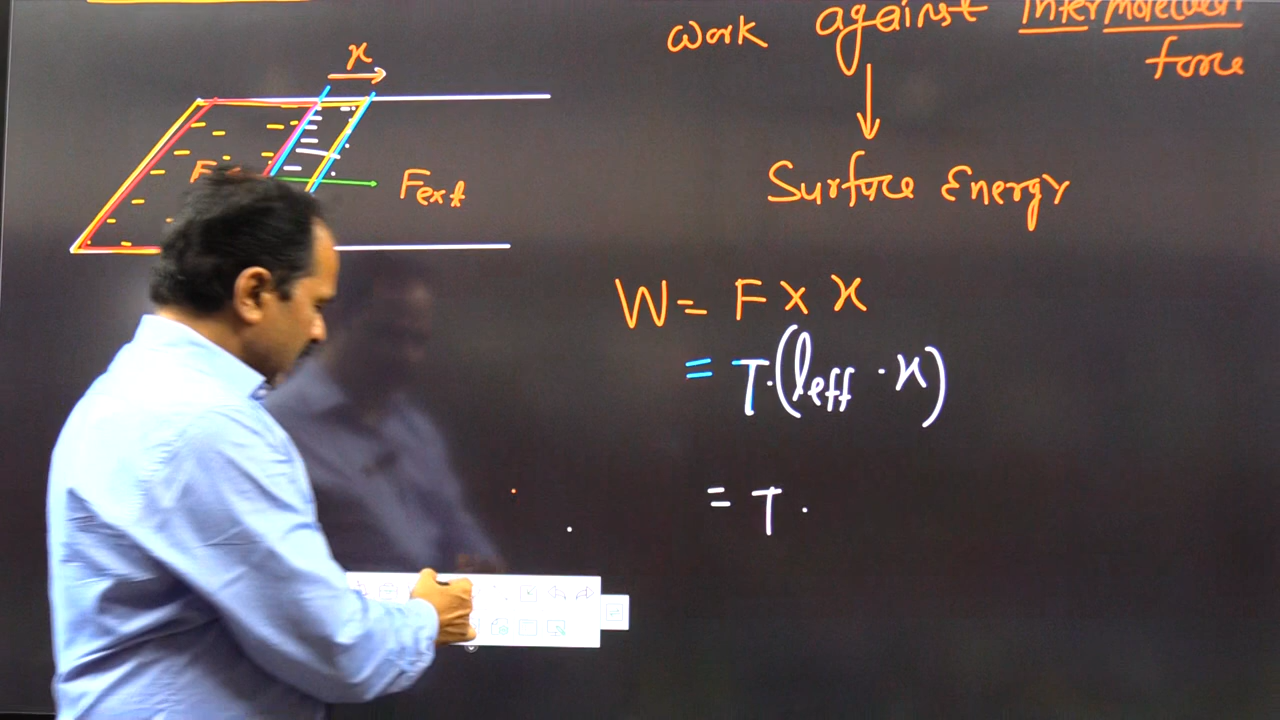 work against Intermolecular
force
x
F
Fext
Surface Energy
W = F × x
= T·(leff · x)
= T ·